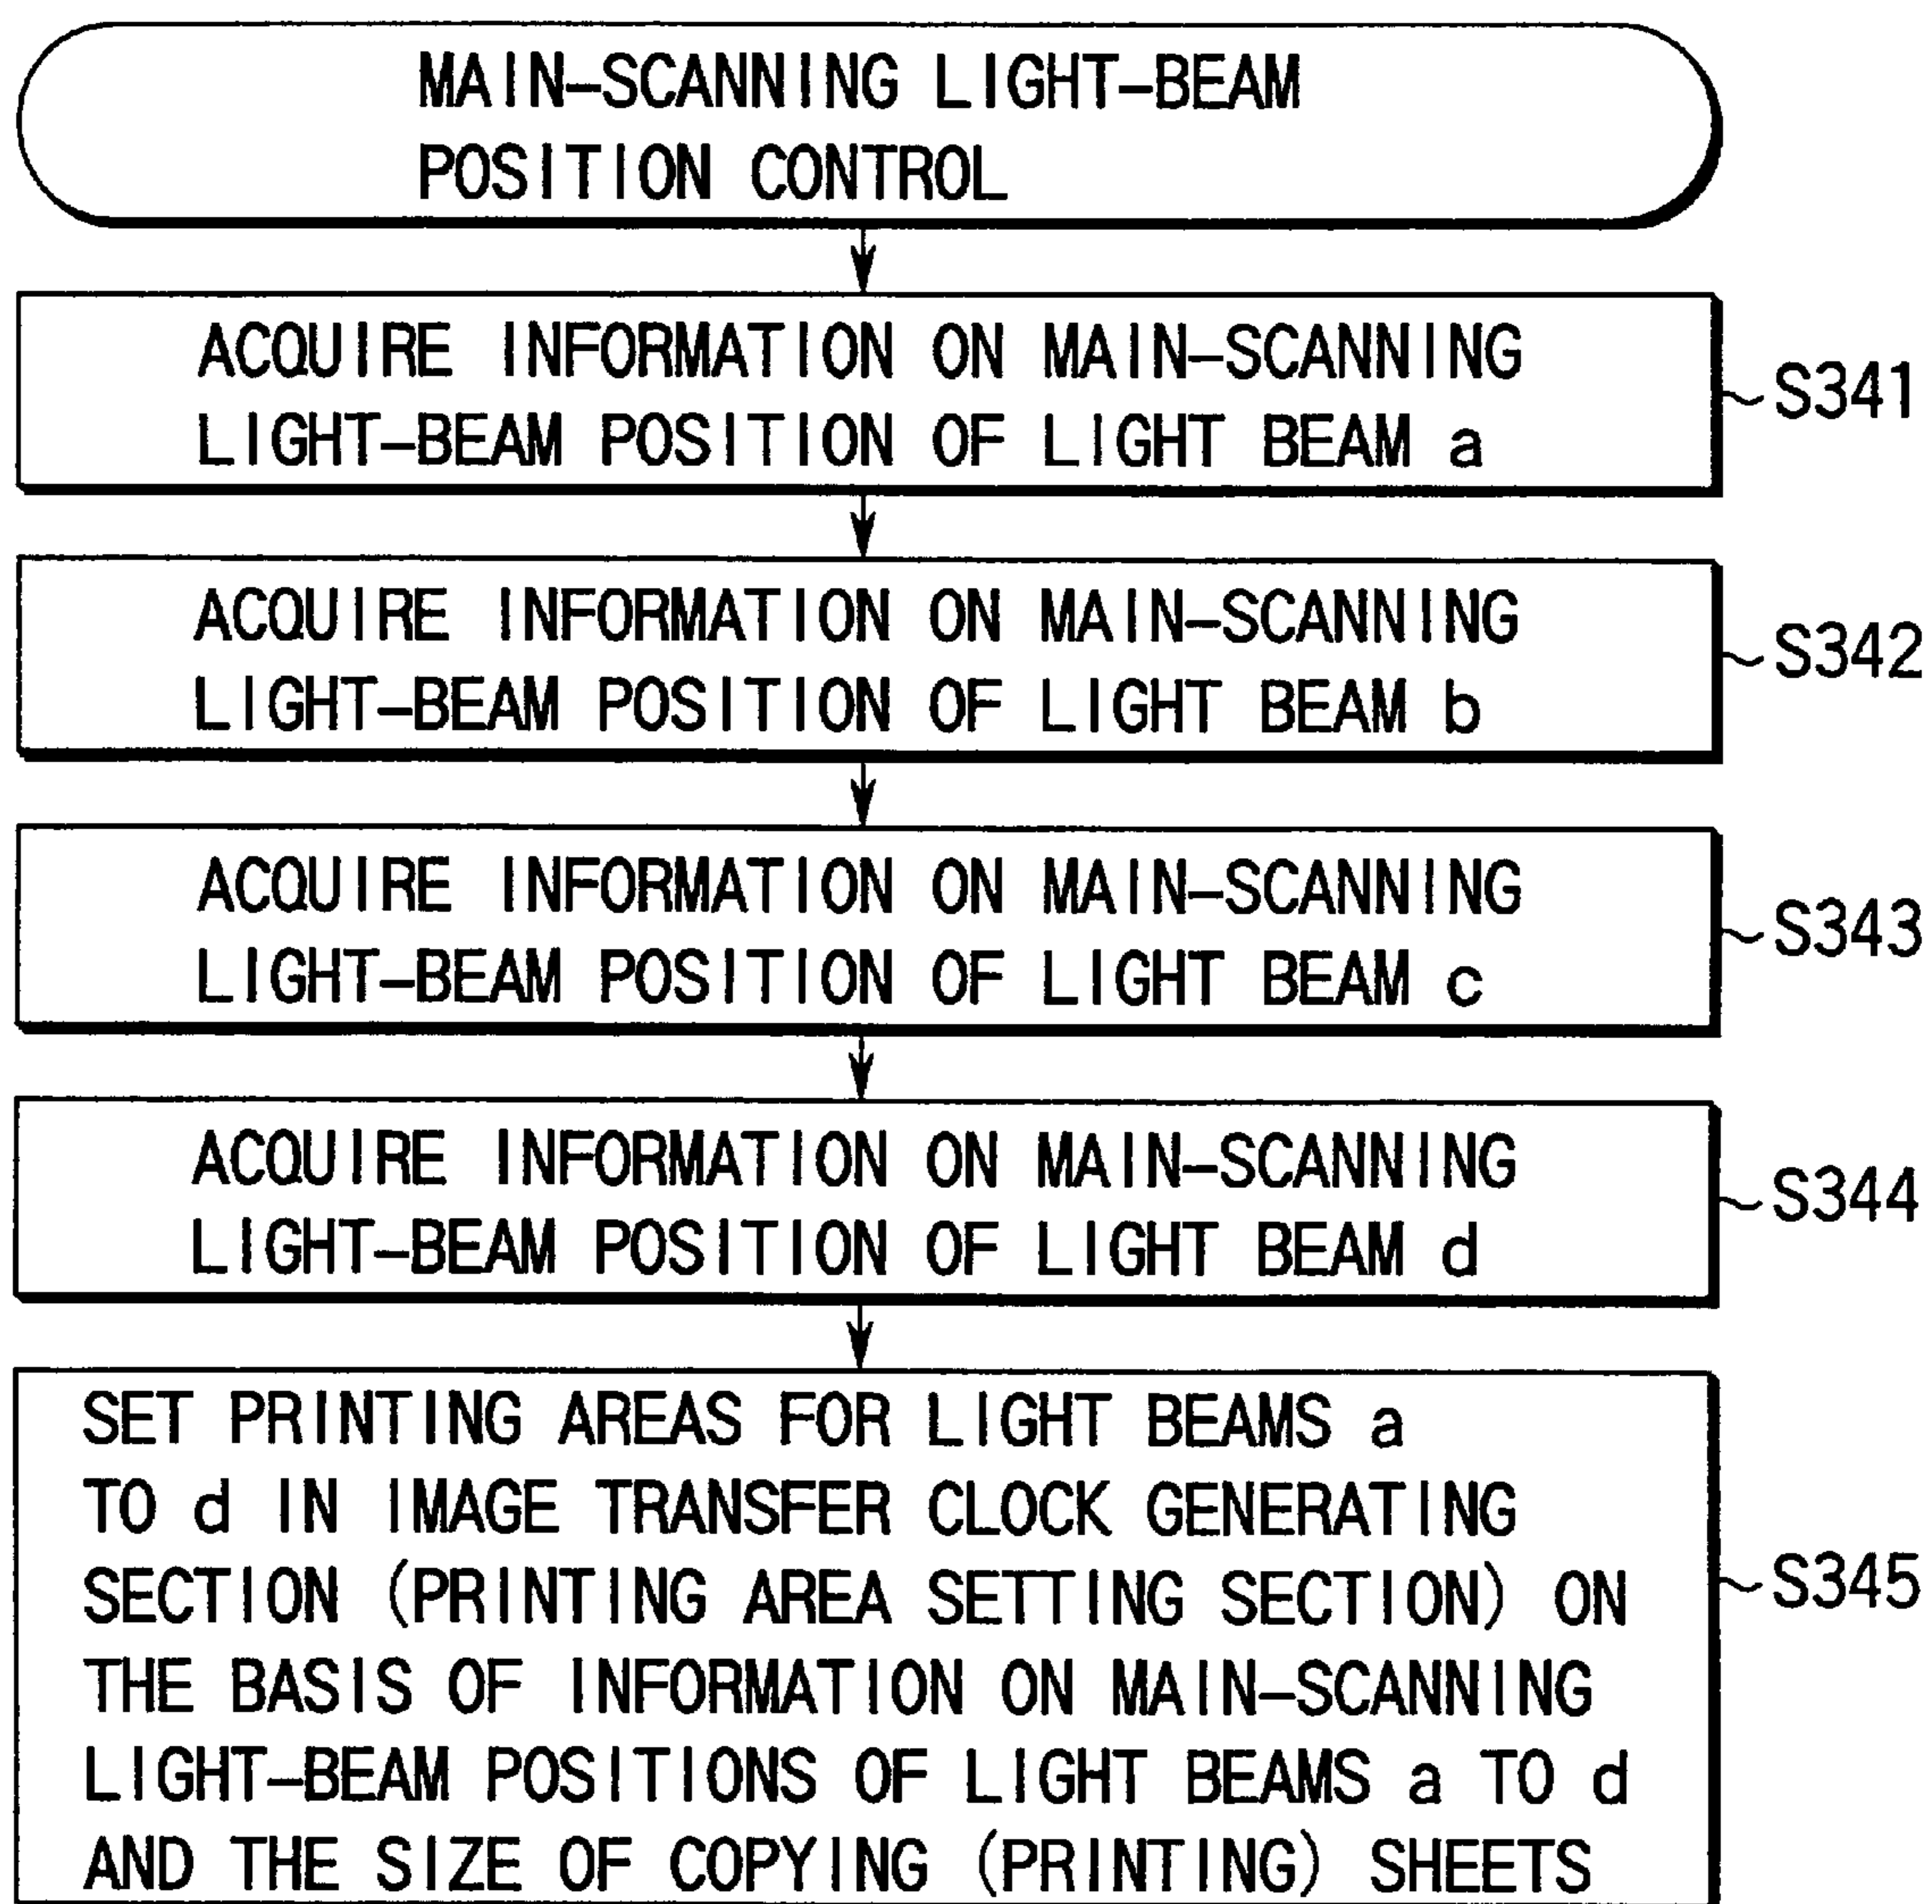 MAIN-SCANNING LIGHT-BEAM
POSITION CONTROL
ACQUIRE INFORMATION ON MAIN-SCANNING
LIGHT-BEAM POSITION OF LIGHT BEAM a
S341
ACQUIRE INFORMATION ON MAIN-SCANNING
LIGHT-BEAM POSITION OF LIGHT BEAM b
S342
ACQUIRE INFORMATION ON MAIN-SCANNING
LIGHT-BEAM POSITION OF LIGHT BEAM c
S343
ACQUIRE INFORMATION ON MAIN-SCANNING
LIGHT-BEAM POSITION OF LIGHT BEAM d
S344
SET PRINTING AREAS FOR LIGHT BEAMS a
TO d IN IMAGE TRANSFER CLOCK GENERATING
SECTION (PRINTING AREA SETTING SECTION) ON
THE BASIS OF INFORMATION ON MAIN-SCANNING
LIGHT-BEAM POSITIONS OF LIGHT BEAMS a TO d
AND THE SIZE OF COPYING (PRINTING) SHEETS
S345